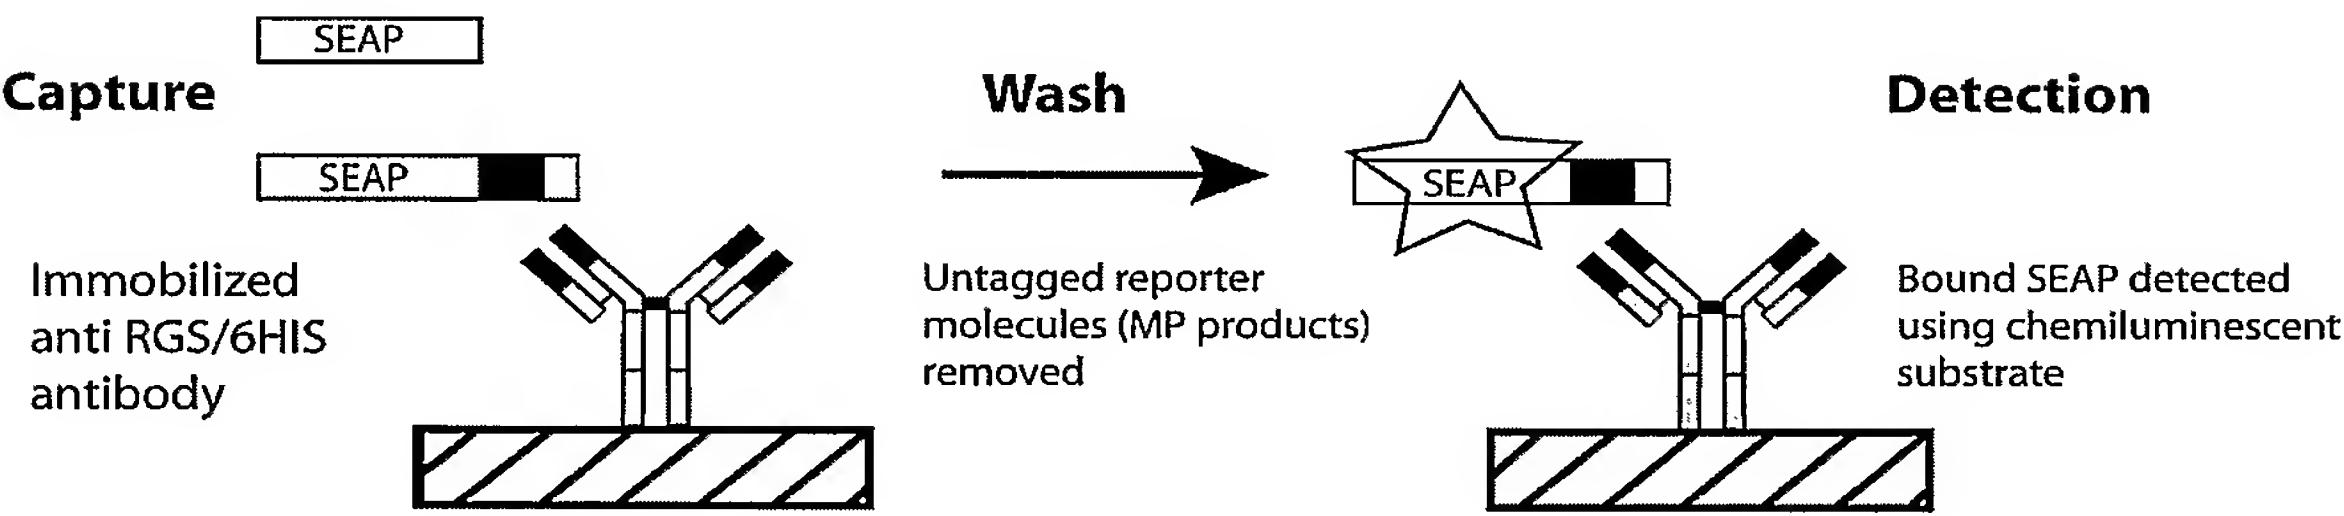 SEAP
Capture
SEAP
Immobilized
anti RGS/6HIS
antibody
Wash
Untagged reporter
molecules (MP products)
removed
SEAP
Detection
Bound SEAP detected
using chemiluminescent
substrate